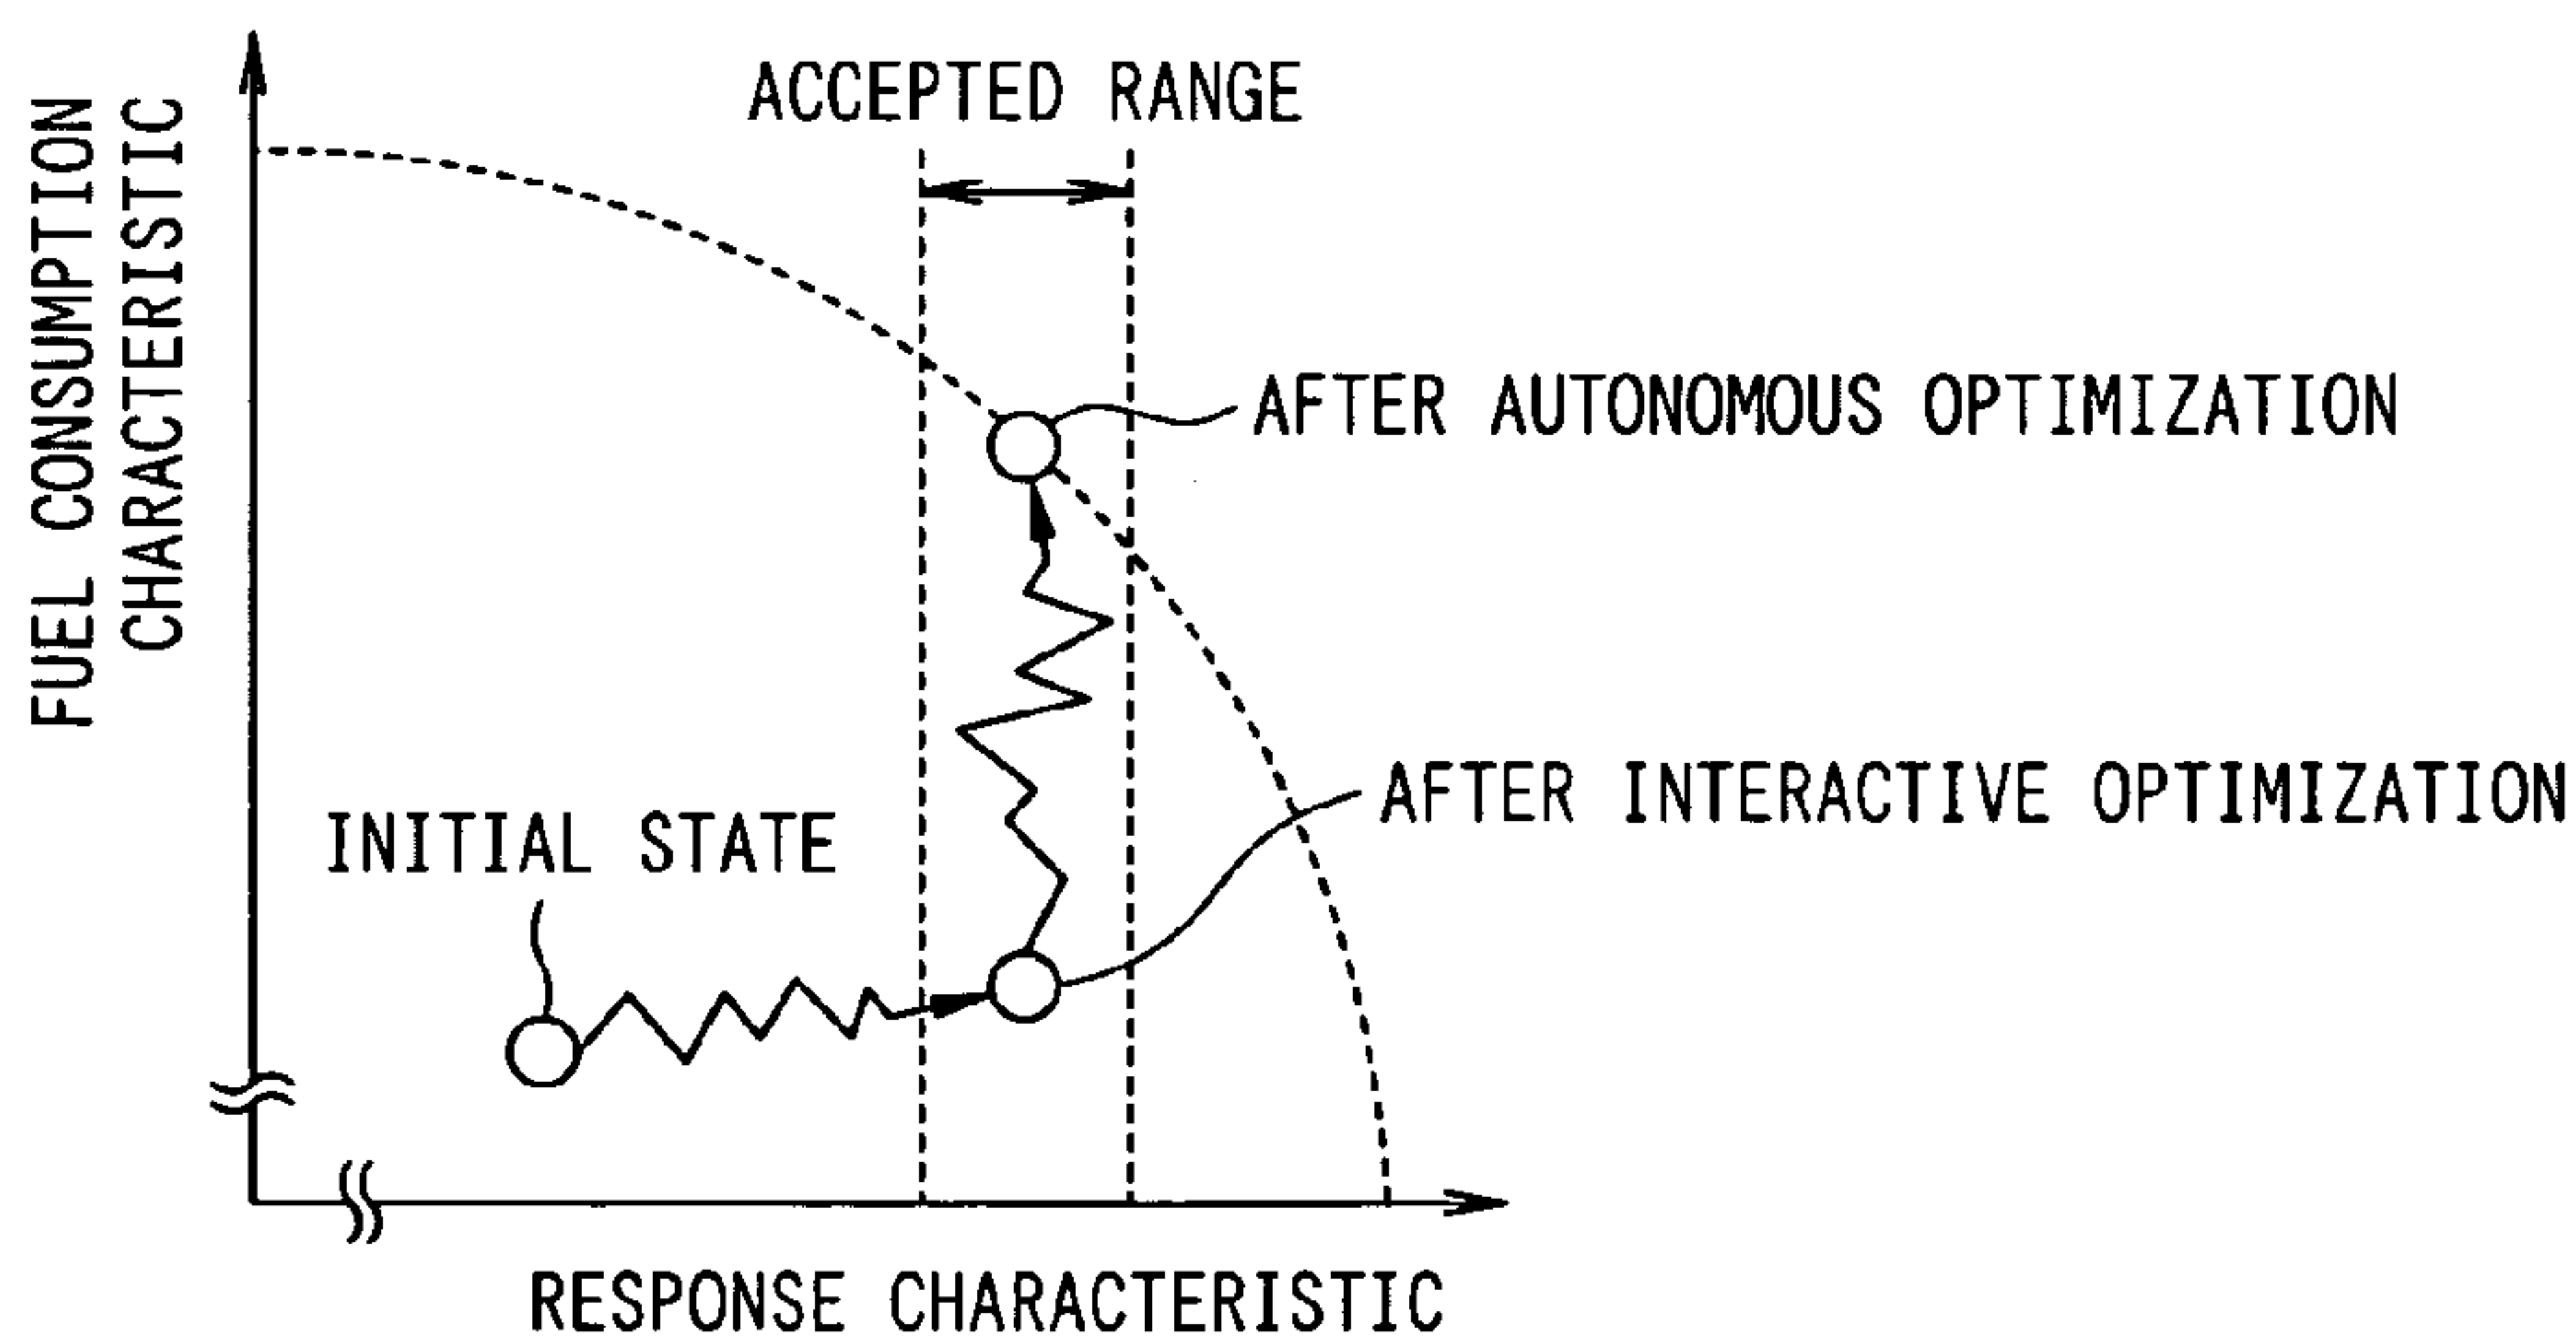 ACCEPTED RANGE
FUEL CONSUMPTION
CHARACTERISTIC
AFTER AUTONOMOUS OPTIMIZATION
AFTER INTERACTIVE OPTIMIZATION
INITIAL STATE
RESPONSE CHARACTERISTIC